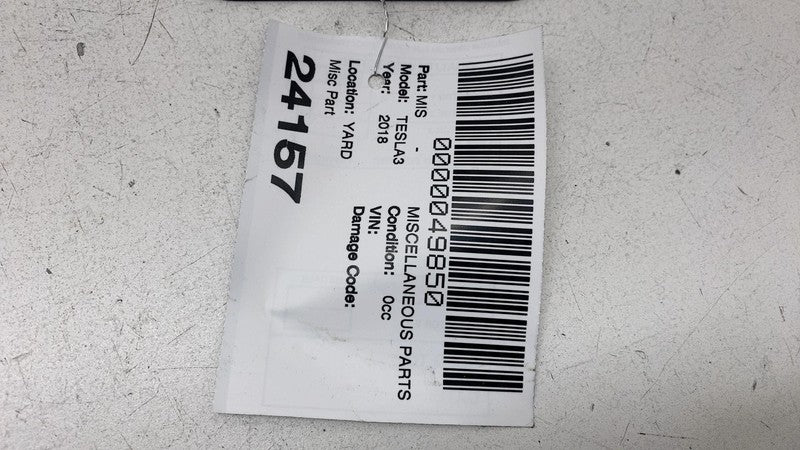 0000049850
Part: MIS - MISCELLANEOUS PARTS
Model: TESLA3 Condition: 0cc
Year: 2018 VIN:
Damage Code:
Location: YARD
Misc Part
24157